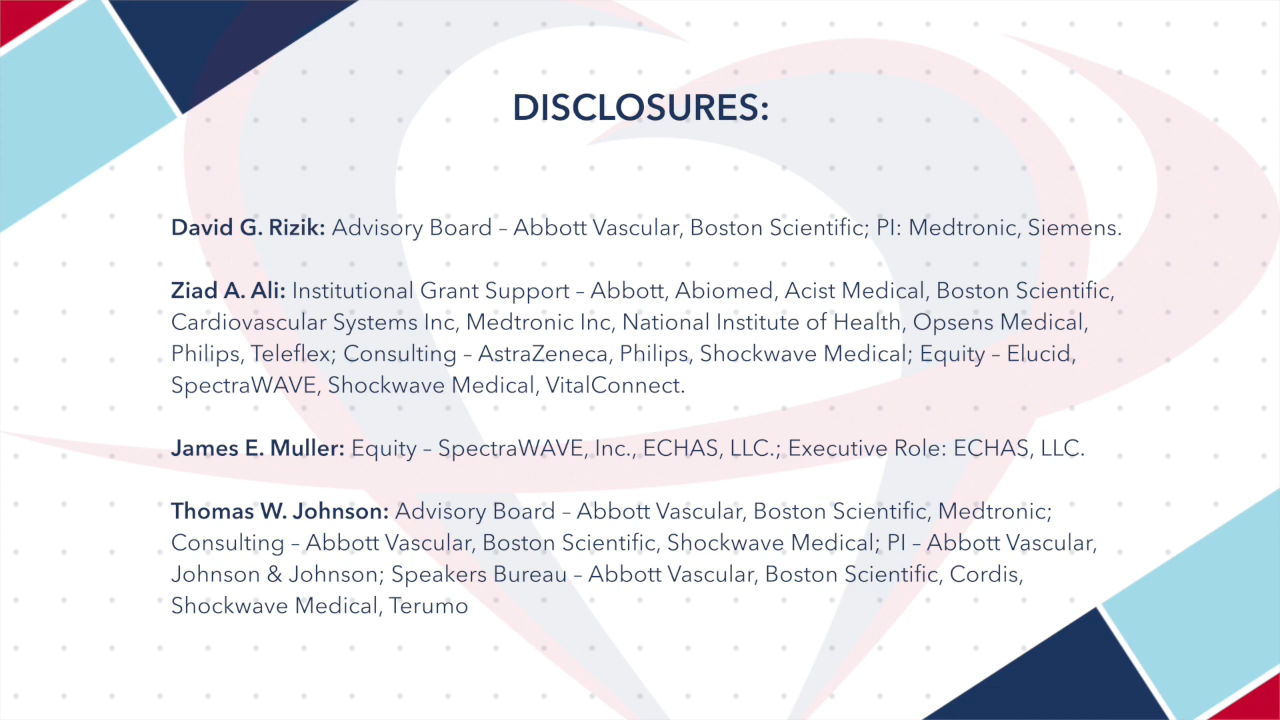 DISCLOSURES:
David G. Rizik: Advisory Board – Abbott Vascular, Boston Scientific; PI: Medtronic, Siemens.
Ziad A. Ali: Institutional Grant Support – Abbott, Abiomed, Acist Medical, Boston Scientific,
Cardiovascular Systems Inc, Medtronic Inc, National Institute of Health, Opsens Medical,
Philips, Teleflex; Consulting – AstraZeneca, Philips, Shockwave Medical; Equity – Elucid,
SpectraWAVE, Shockwave Medical, VitalConnect.
James E. Muller: Equity – SpectraWAVE, Inc., ECHAS, LLC.; Executive Role: ECHAS, LLC.
Thomas W. Johnson: Advisory Board – Abbott Vascular, Boston Scientific, Medtronic;
Consulting – Abbott Vascular, Boston Scientific, Shockwave Medical; PI – Abbott Vascular,
Johnson & Johnson; Speakers Bureau – Abbott Vascular, Boston Scientific, Cordis,
Shockwave Medical, Terumo